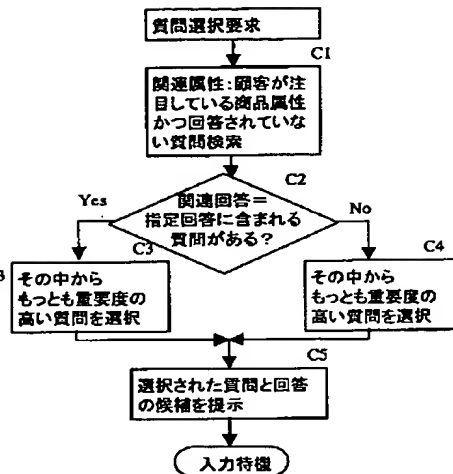 質問選択要求
C1
関連属性:顧客が注
目している商品属性
かつ回答されていな
い質問検索
C2
関連回答=
指定回答に含まれる
質問がある?
Yes
No
C3
その中から
もっとも重要度の
高い質問を選択
C4
その中から
もっとも重要度の
高い質問を選択
C5
選択された質問と回答
の候補を提示
入力待機